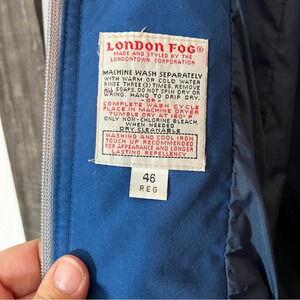 LONDON FOG®
MADE AND STYLED BY THE
LONDONTOWN CORPORATION
MACHINE WASH SEPARATELY
WITH WARM OR COLD WATER
RINSE THREE (3) TIMES. REMOVE
ALL SOAPS. DO NOT SPIN DRY OR
WRING. HANG TO DRIP DRY.
-OR-
COMPLETE WASH CYCLE
PLACE IN MACHINE DRYER
TUMBLE DRY AT 160° F
ONLY NON-CHLORINE BLEACH,
WHEN NEEDED
DRY CLEANABLE
WASHING AND COOL IRON
TOUCH UP RECOMMENDED
FOR APPEARANCE AND LONGER
LASTING REPELLENCY
46
REG